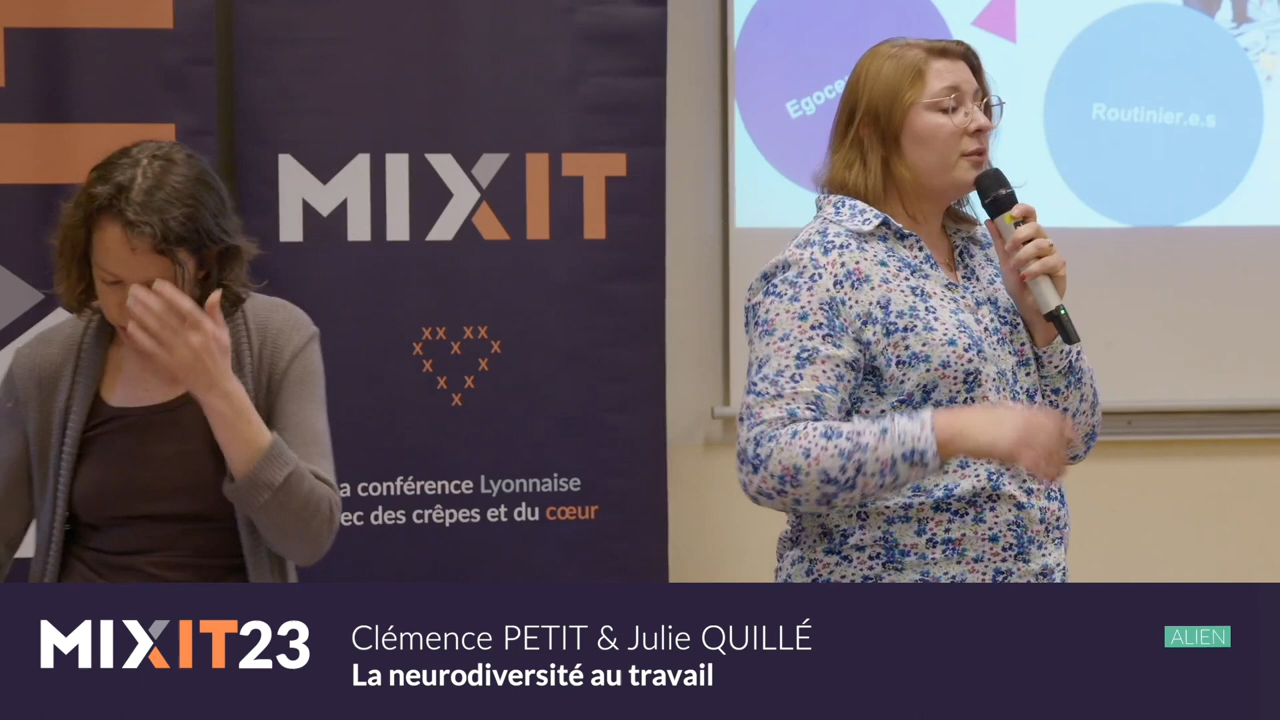 Routinier.e.s
MIXIT
a conférence Lyonnaise
ec des crêpes et du cœur
MIXIT23
Clémence PETIT & Julie QUILLÉ
La neurodiversité au travail
ALIEN